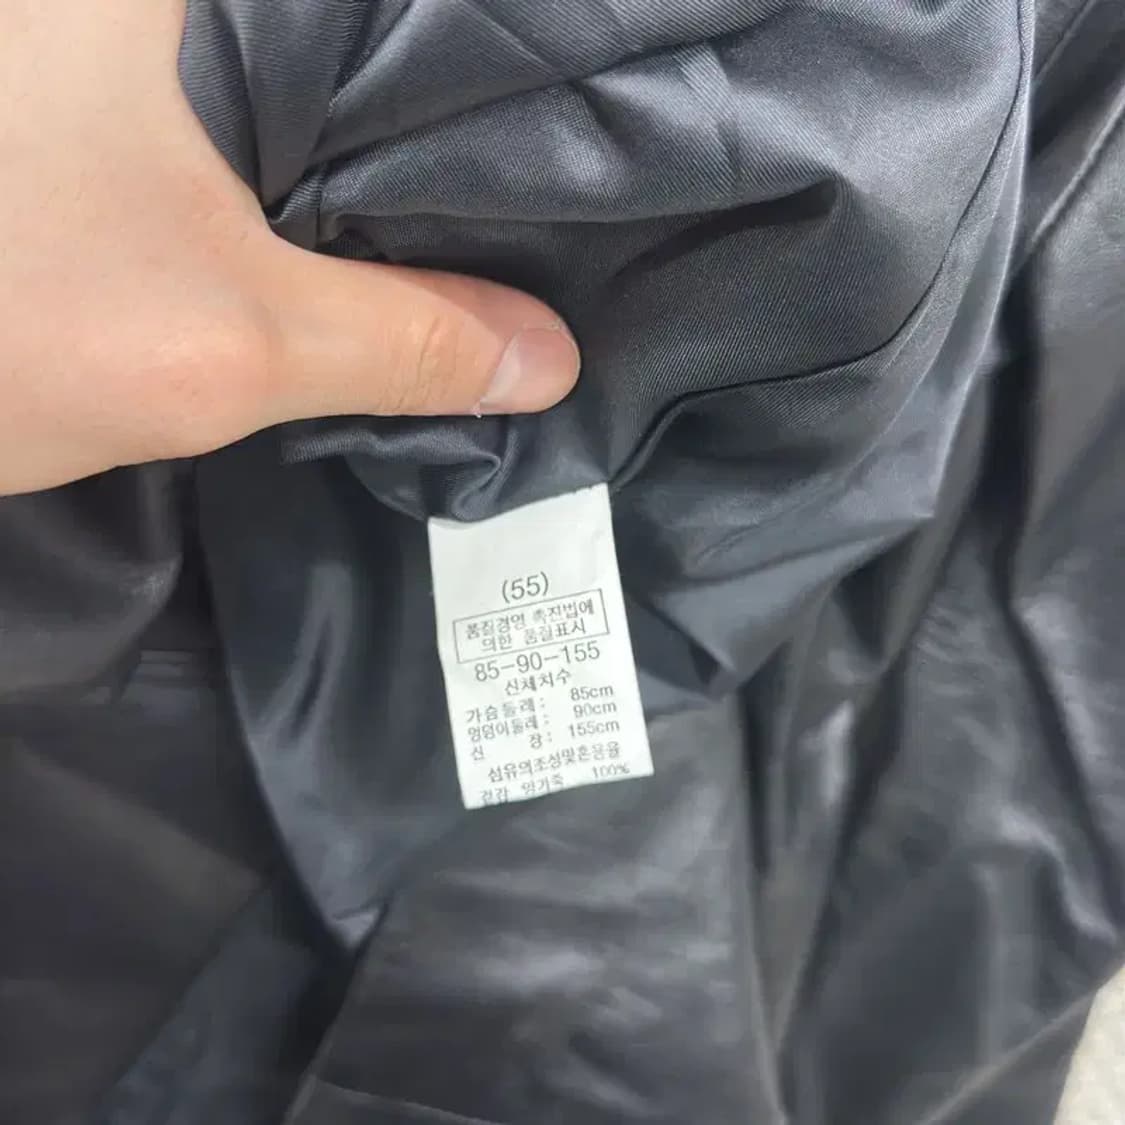 (55)
품질경영 촉진법에
의한 품질표시
85-90-155
신체치수
가슴둘레: 85cm
엉덩이둘레: 90cm
신 장: 155cm
섬유의조성및혼용율
겉감 양가죽 100%